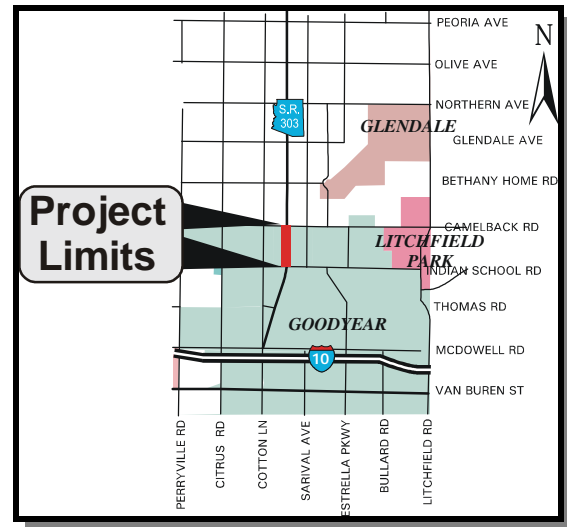 PEORIA AVE
N
OLIVE AVE
NORTHERN AVE
S.R.
303
GLENDALE
GLENDALE AVE
BETHANY HOME RD
Project
Limits
CAMELBACK RD
LITCHFIELD
PARK
INDIAN SCHOOL RD
THOMAS RD
GOODYEAR
MCDOWELL RD
10
VAN BUREN ST
PERRYVILLE RD
CITRUS RD
COTTON LN
SARIVAL AVE
ESTRELLA PKWY
BULLARD RD
LITCHFIELD RD